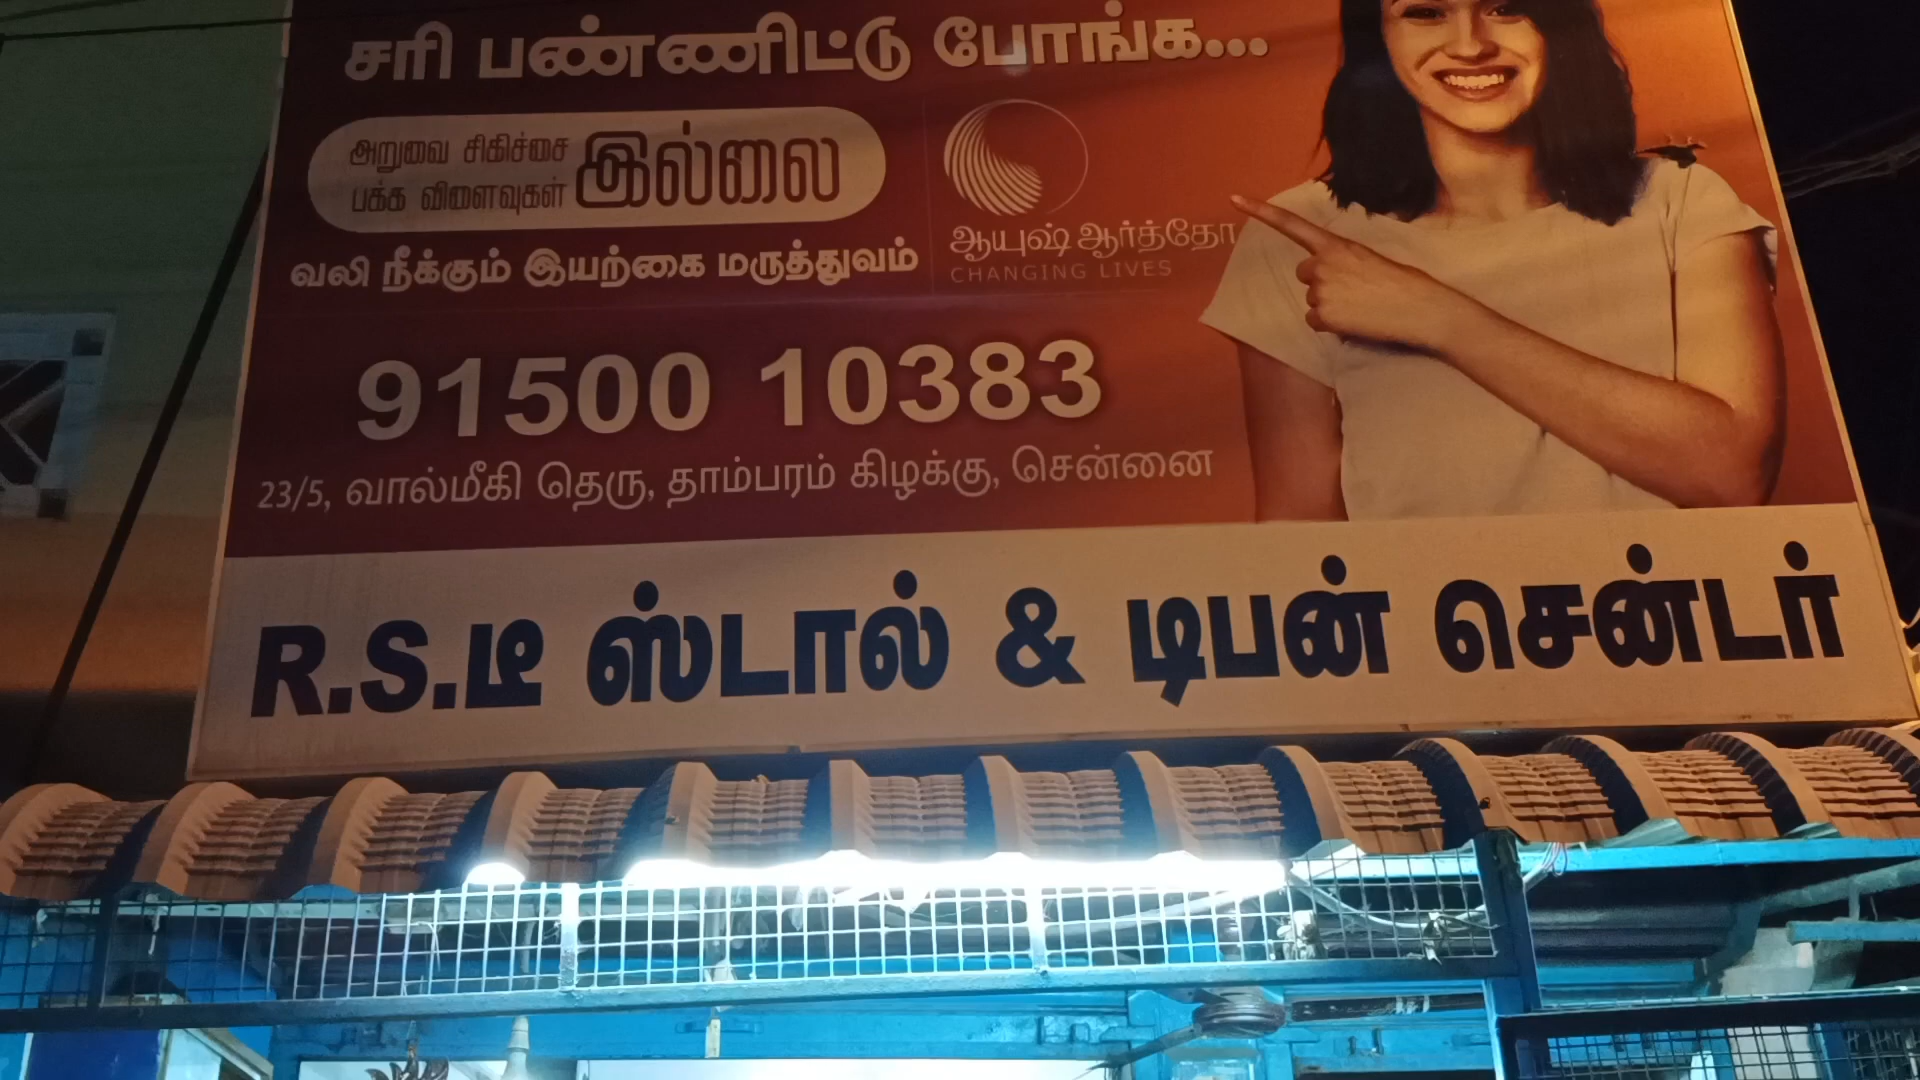 சரி பண்ணிட்டு போங்க...
அறுவை சிகிச்சை
பக்க விளைவுகள்
இல்லை
வலி நீக்கும் இயற்கை மருத்துவம்
ஆயுஷ் ஆர்த்தோ
CHANGING LIVES
91500 10383
23/5, வால்மீகி தெரு, தாம்பரம் கிழக்கு, சென்னை
R.S.டீ ஸ்டால் & டிபன் சென்டர்